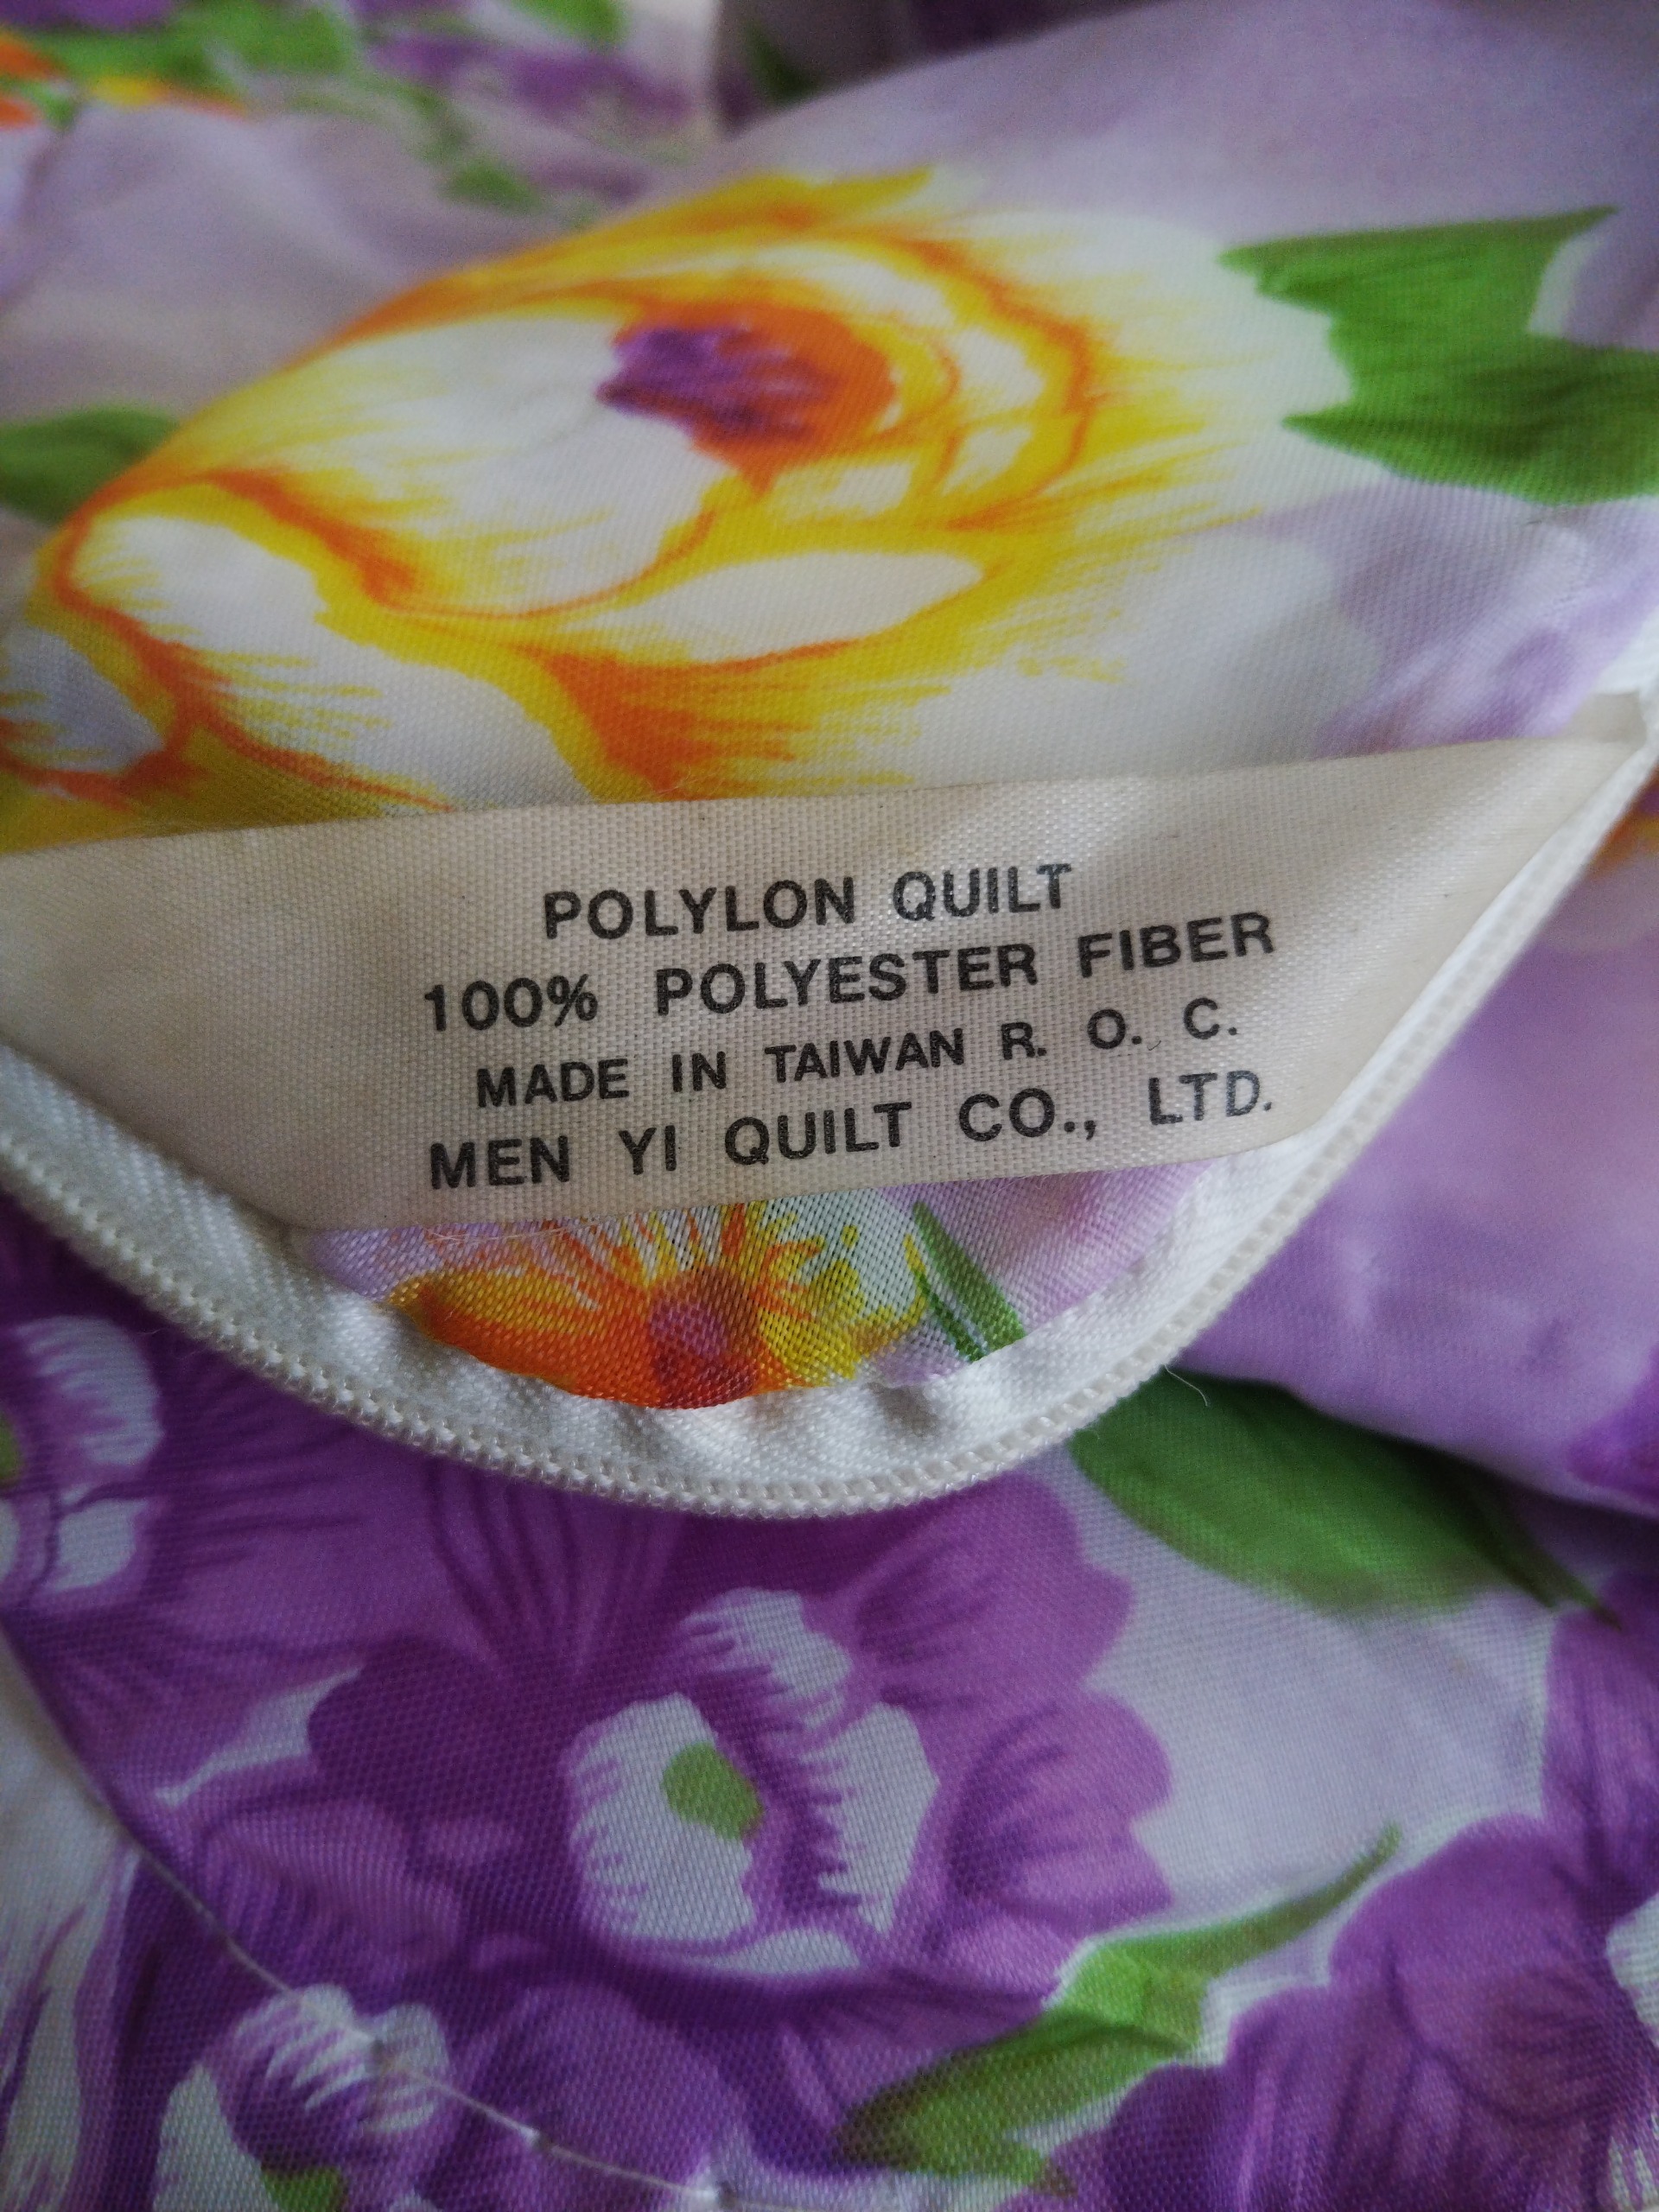 POLYLON QUILT
100% POLYESTER FIBER
MADE IN TAIWAN R. O. C.
MEN YI QUILT CO., LTD.